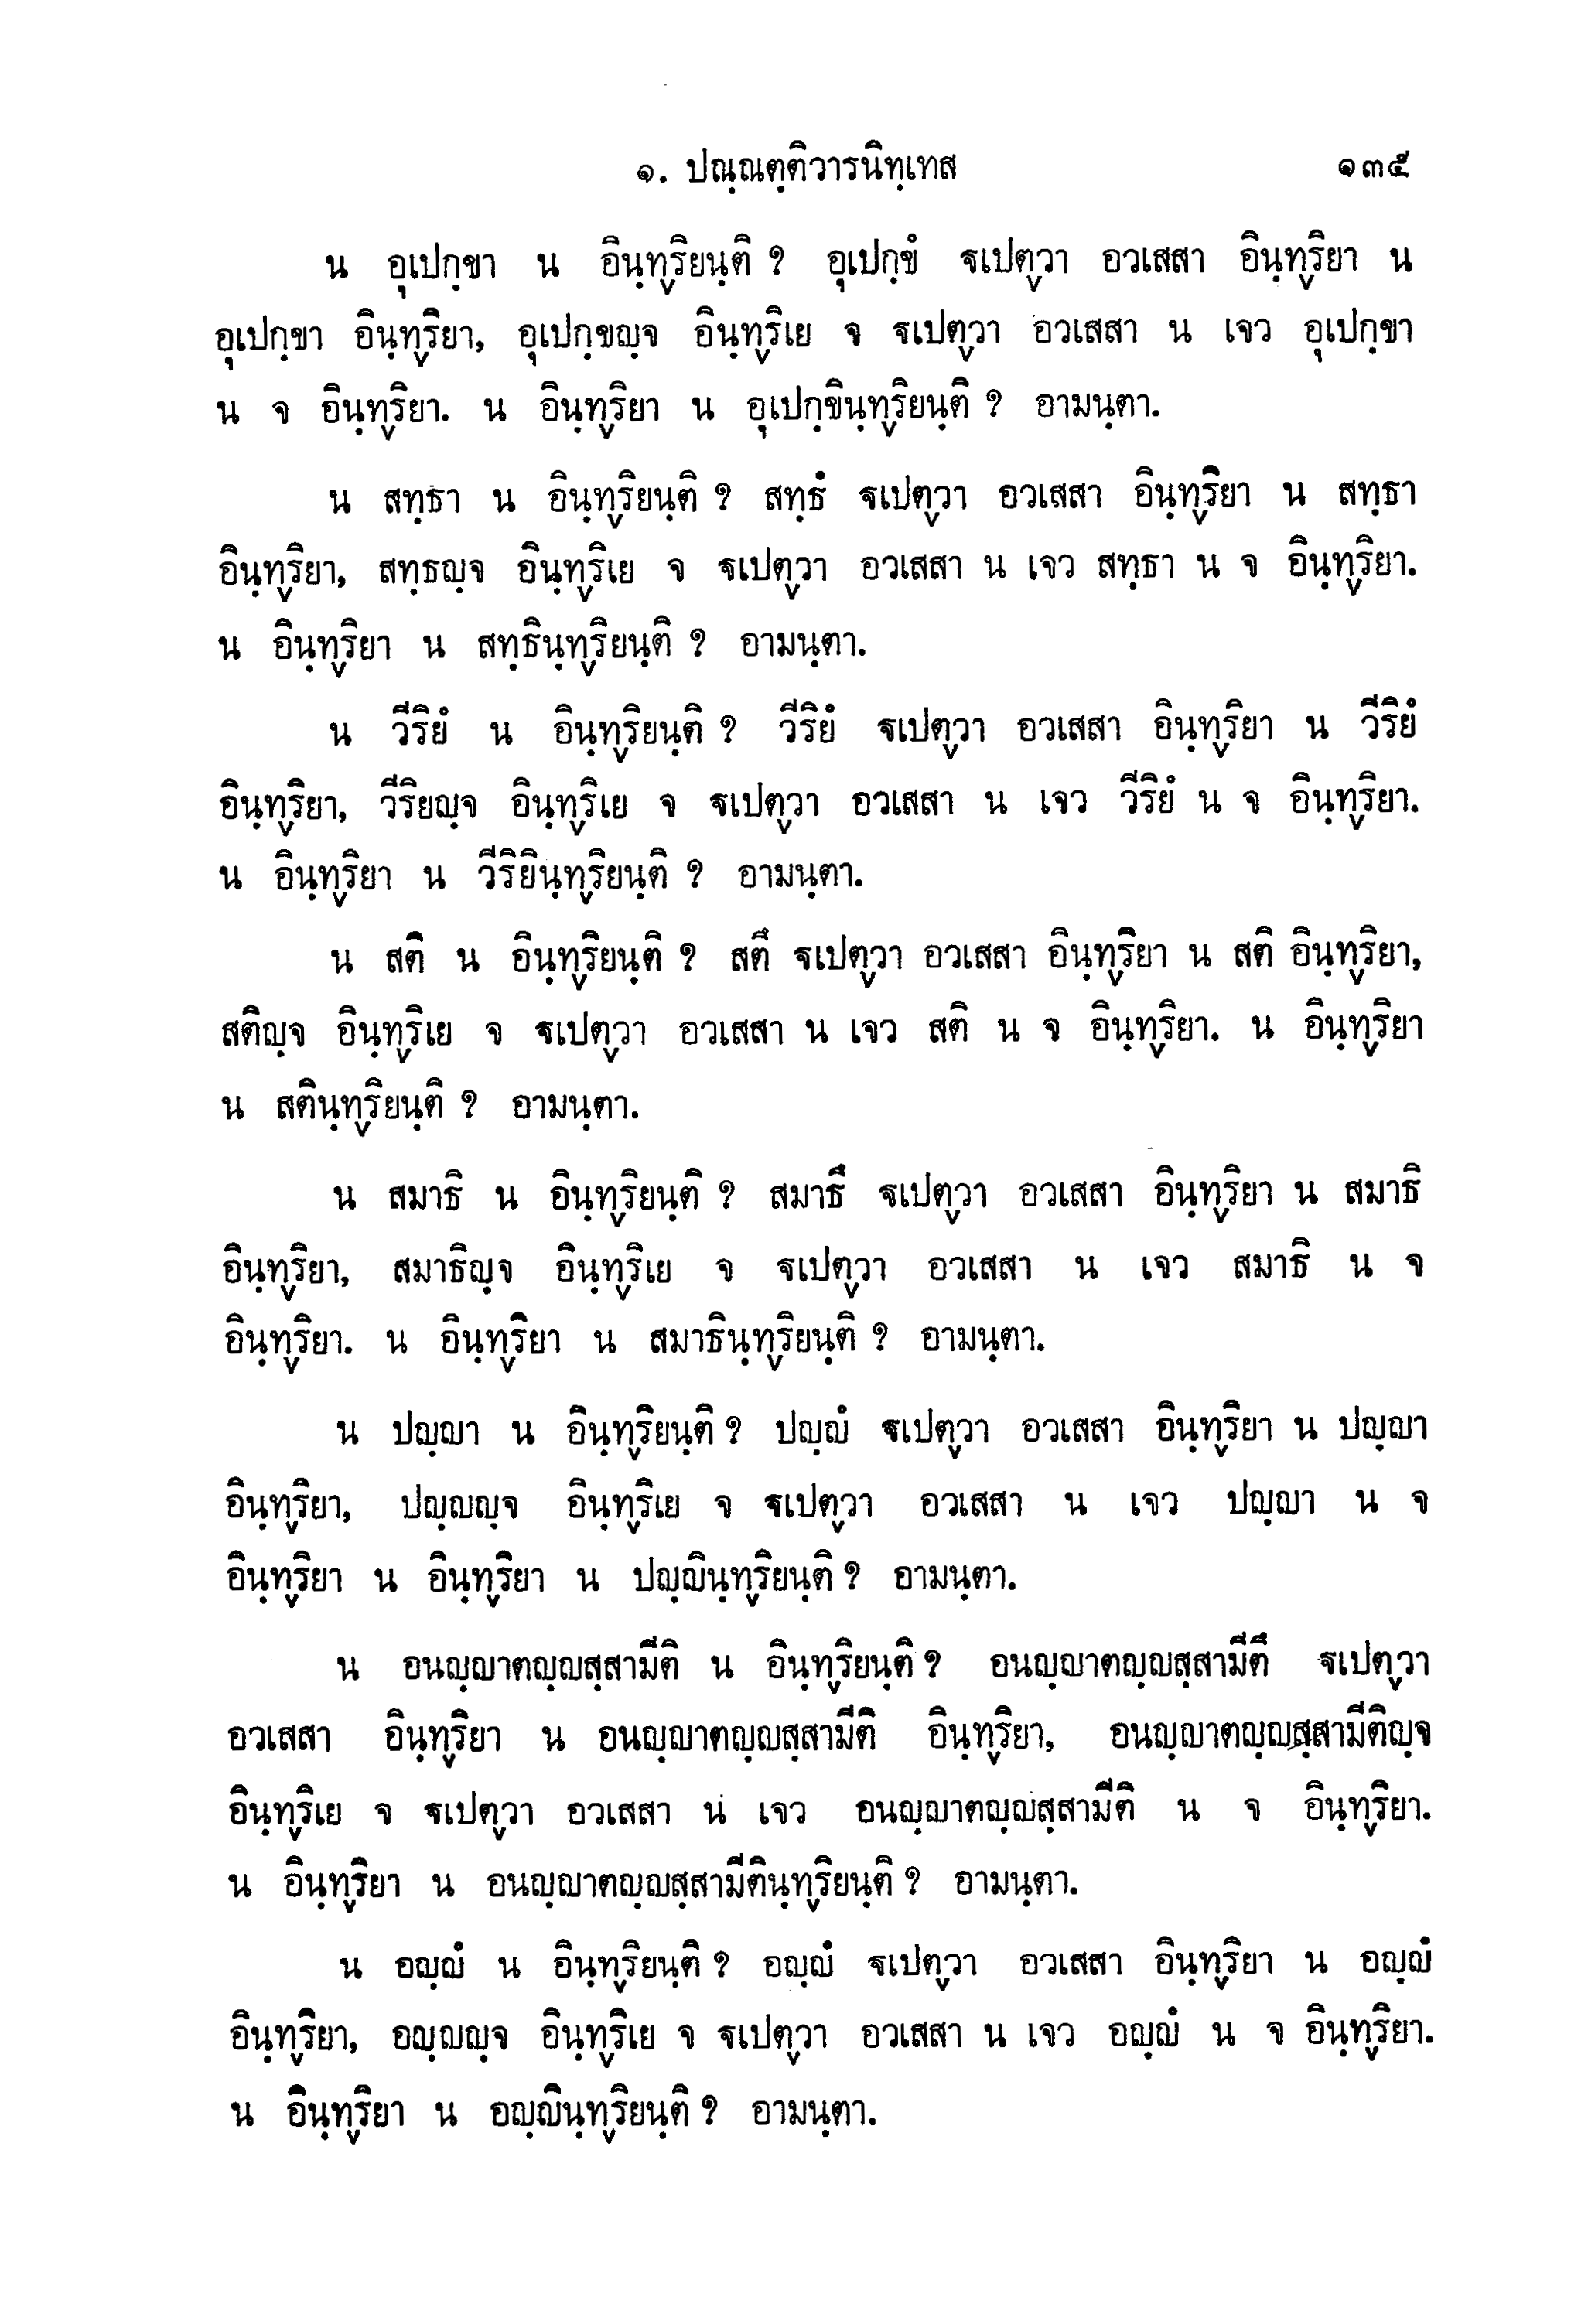 ๑. ปณฺณตฺติวารนิทฺเทส ๑๓๕
น อุเปกฺขา น อินฺท๎ริยนฺติ ? อุเปกฺขํ ฐเปต๎วา อวเสสา อินฺท๎ริยา น
อุเปกฺขา อินฺท๎ริยา, อุเปกฺขญฺจ อินฺท๎ริเย จ ฐเปต๎วา อวเสสา น เจว อุเปกฺขา
น จ อินฺท๎ริยา. น อินฺท๎ริยา น อุเปกฺขินฺท๎ริยนฺติ ? อามนฺตา.
น สทฺธา น อินฺท๎ริยนฺติ ? สทฺธํ ฐเปต๎วา อวเสสา อินฺท๎ริยา น สทฺธา
อินฺท๎ริยา, สทฺธญฺจ อินฺท๎ริเย จ ฐเปต๎วา อวเสสา น เจว สทฺธา น จ อินฺท๎ริยา.
น อินฺท๎ริยา น สทฺธินฺท๎ริยนฺติ ? อามนฺตา.
น วีริยํ น อินฺท๎ริยนฺติ ? วีริยํ ฐเปต๎วา อวเสสา อินฺท๎ริยา น วีริยํ
อินฺท๎ริยา, วีริยญฺจ อินฺท๎ริเย จ ฐเปต๎วา อวเสสา น เจว วีริยํ น จ อินฺท๎ริยา.
น อินฺท๎ริยา น วีริยินฺท๎ริยนฺติ ? อามนฺตา.
น สติ น อินฺท๎ริยนฺติ ? สตึ ฐเปต๎วา อวเสสา อินฺท๎ริยา น สติ อินฺท๎ริยา,
สติญฺจ อินฺท๎ริเย จ ฐเปต๎วา อวเสสา น เจว สติ น จ อินฺท๎ริยา. น อินฺท๎ริยา
น สตินฺท๎ริยนฺติ ? อามนฺตา.
น สมาธิ น อินฺท๎ริยนฺติ ? สมาธึ ฐเปต๎วา อวเสสา อินฺท๎ริยา น สมาธิ
อินฺท๎ริยา, สมาธิญฺจ อินฺท๎ริเย จ ฐเปต๎วา อวเสสา น เจว สมาธิ น จ
อินฺท๎ริยา. น อินฺท๎ริยา น สมาธินฺท๎ริยนฺติ ? อามนฺตา.
น ปญฺญา น อินฺท๎ริยนฺติ ? ปญฺญํ ฐเปต๎วา อวเสสา อินฺท๎ริยา น ปญฺญา
อินฺท๎ริยา, ปญฺญญฺจ อินฺท๎ริเย จ ฐเปต๎วา อวเสสา น เจว ปญฺญา น จ
อินฺท๎ริยา น อินฺท๎ริยา น ปญฺญินฺท๎ริยนฺติ ? อามนฺตา.
น อนญฺญาตญฺญสฺสามีติ น อินฺท๎ริยนฺติ ? อนญฺญาตญฺญสฺสามีตึ ฐเปต๎วา
อวเสสา อินฺท๎ริยา น อนญฺญาตญฺญสฺสามีติ อินฺท๎ริยา, อนญฺญาตญฺญสฺสามีติญฺจ
อินฺท๎ริเย จ ฐเปต๎วา อวเสสา น เจว อนญฺญาตญฺญสฺสามีติ น จ อินฺท๎ริยา.
น อินฺท๎ริยา น อนญฺญาตญฺญสฺสามีตินฺท๎ริยนฺติ ? อามนฺตา.
น อญฺญํ น อินฺท๎ริยนฺติ ? อญฺญํ ฐเปต๎วา อวเสสา อินฺท๎ริยา น อญฺญํ
อินฺท๎ริยา, อญฺญญฺจ อินฺท๎ริเย จ ฐเปต๎วา อวเสสา น เจว อญฺญํ น จ อินฺท๎ริยา.
น อินฺท๎ริยา น อญฺญินฺท๎ริยนฺติ ? อามนฺตา.